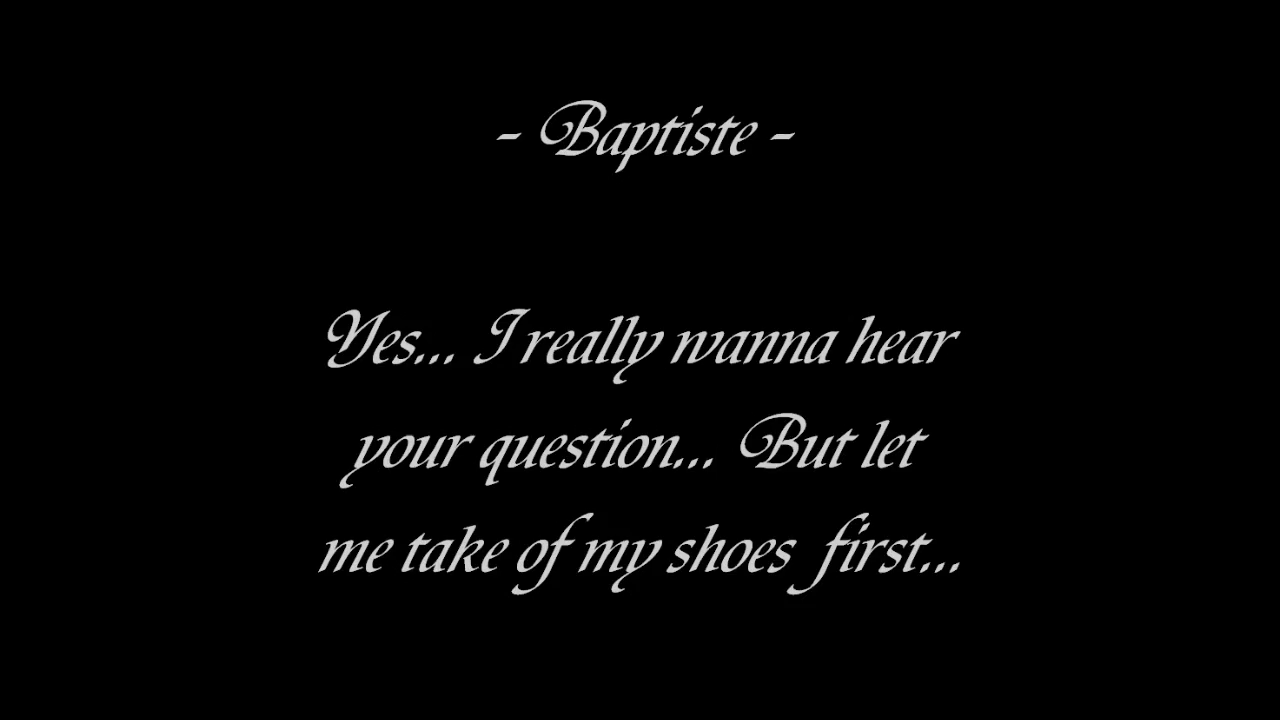 - Baptiste -
Yes... I really wanna hear
your question... But let
me take of my shoes first...